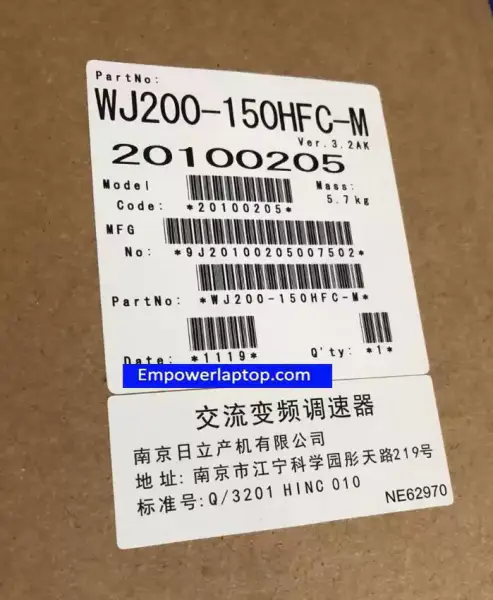 PartNo:
WJ200-150HFC-M
Ver.3.2AK
20100205
Model Code: *20100205*
Mass: 5.7kg
MFG No: *9J20100205007502*
PartNo: *WJ200-150HFC-M*
Date: *1119*
Q'ty: *1*
Empowerlaptop.com
交流变频调速器
南京日立产机有限公司
地址: 南京市江宁科学园彤天路219号
标准号:Q/3201 HINC 010
NE62970